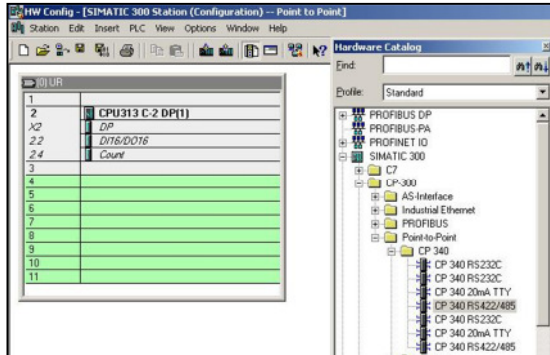 HW Config - [SIMATIC 300 Station (Configuration) -- Point to Point]
Station Edit Insert PLC View Options Window Help
(0) UR
1
2 CPU313 C-2 DP(1)
X2 DP
2.2 DI16/DO16
2.4 Count
3
4
5
6
7
8
9
10
11
Hardware Catalog
Find:
Profile: Standard
PROFIBUS DP
PROFIBUS-PA
PROFINET IO
SIMATIC 300
C7
CP-300
AS-Interface
Industrial Ethernet
PROFIBUS
Point-to-Point
CP 340
CP 340 RS232C
CP 340 RS232C
CP 340 20mA TTY
CP 340 RS422/485
CP 340 RS232C
CP 340 20mA TTY
CP 340 RS422/485